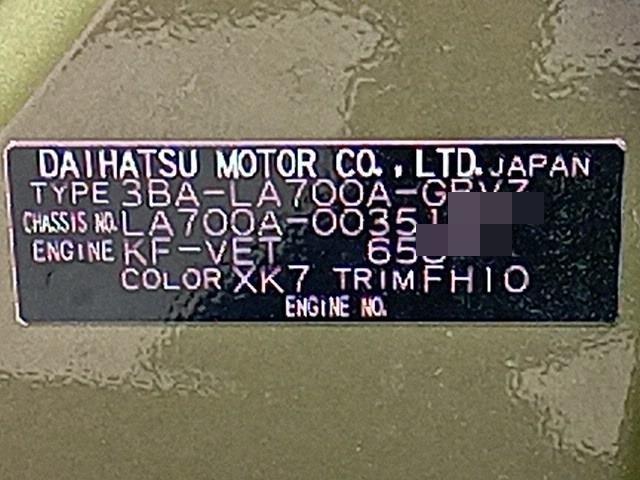 DAIHATSU MOTOR CO., LTD. JAPAN
TYPE 3BA-LA700A-GBVZ
CHASSIS NO. LA700A-00351
ENGINE KF-VET 658
COLOR XK7 TRIM FH10
ENGINE NO.